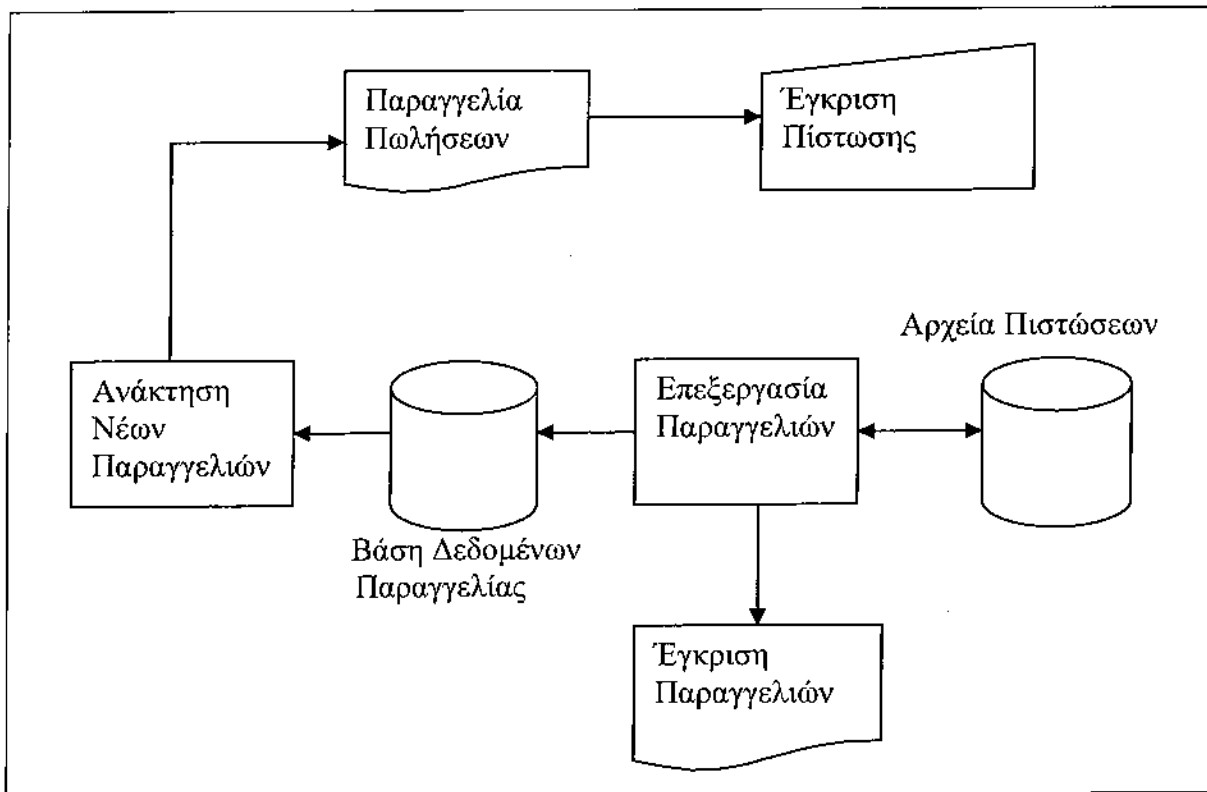 Παραγγελία
Πωλήσεων
Έγκριση
Πίστωσης
Αρχεία Πιστώσεων
Ανάκτηση
Νέων
Παραγγελιών
Επεξεργασία
Παραγγελιών
Βάση Δεδομένων
Παραγγελίας
Έγκριση
Παραγγελιών